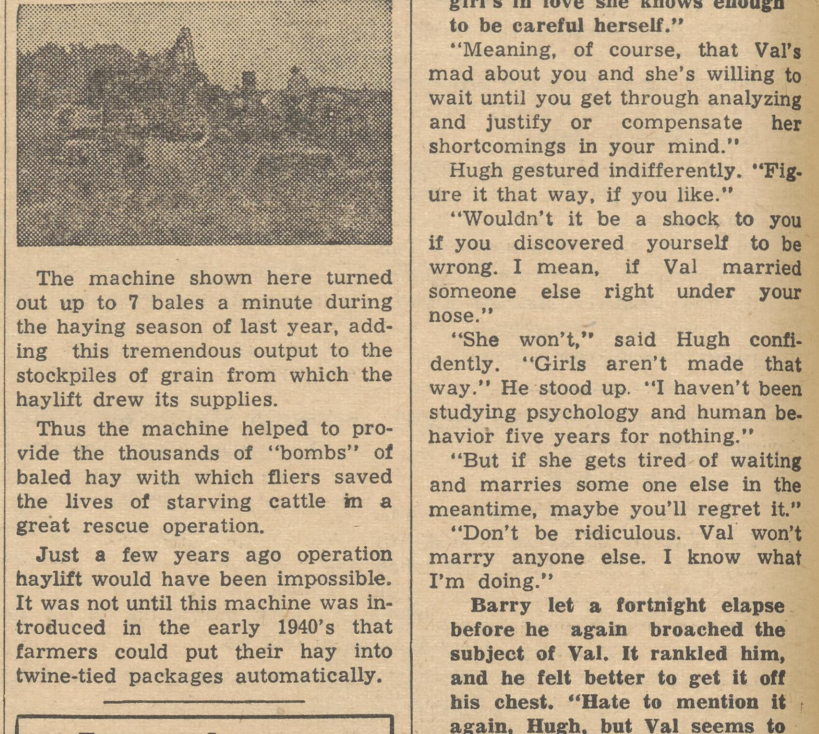 The machine shown here turned
out up to 7 bales a minute during
the haying season of last year, add-
ing this tremendous output to the
stockpiles of grain from which the
haylift drew its supplies.
Thus the machine helped to pro-
vide the thousands of "bombs" of
baled hay with which fliers saved
the lives of starving cattle in a
great rescue operation.
Just a few years ago operation
haylift would have been impossible.
It was not until this machine was in-
troduced in the early 1940's that
farmers could put their hay into
twine-tied packages automatically.
girl's in love she knows enough
to be careful herself."
"Meaning, of course, that Val's
mad about you and she's willing to
wait until you get through analyzing
and justify or compensate her
shortcomings in your mind."
Hugh gestured indifferently. "Fig-
ure it that way, if you like."
"Wouldn't it be a shock to you
if you discovered yourself to be
wrong. I mean, if Val married
someone else right under your
nose."
"She won't," said Hugh confi-
dently. "Girls aren't made that
way." He stood up. "I haven't been
studying psychology and human be-
havior five years for nothing."
"But if she gets tired of waiting
and marries some one else in the
meantime, maybe you'll regret it."
"Don't be ridiculous. Val won't
marry anyone else. I know what
I'm doing."
Barry let a fortnight elapse
before he again broached the
subject of Val. It rankled him,
and he felt better to get it off
his chest. "Hate to mention it
again, Hugh, but Val seems to